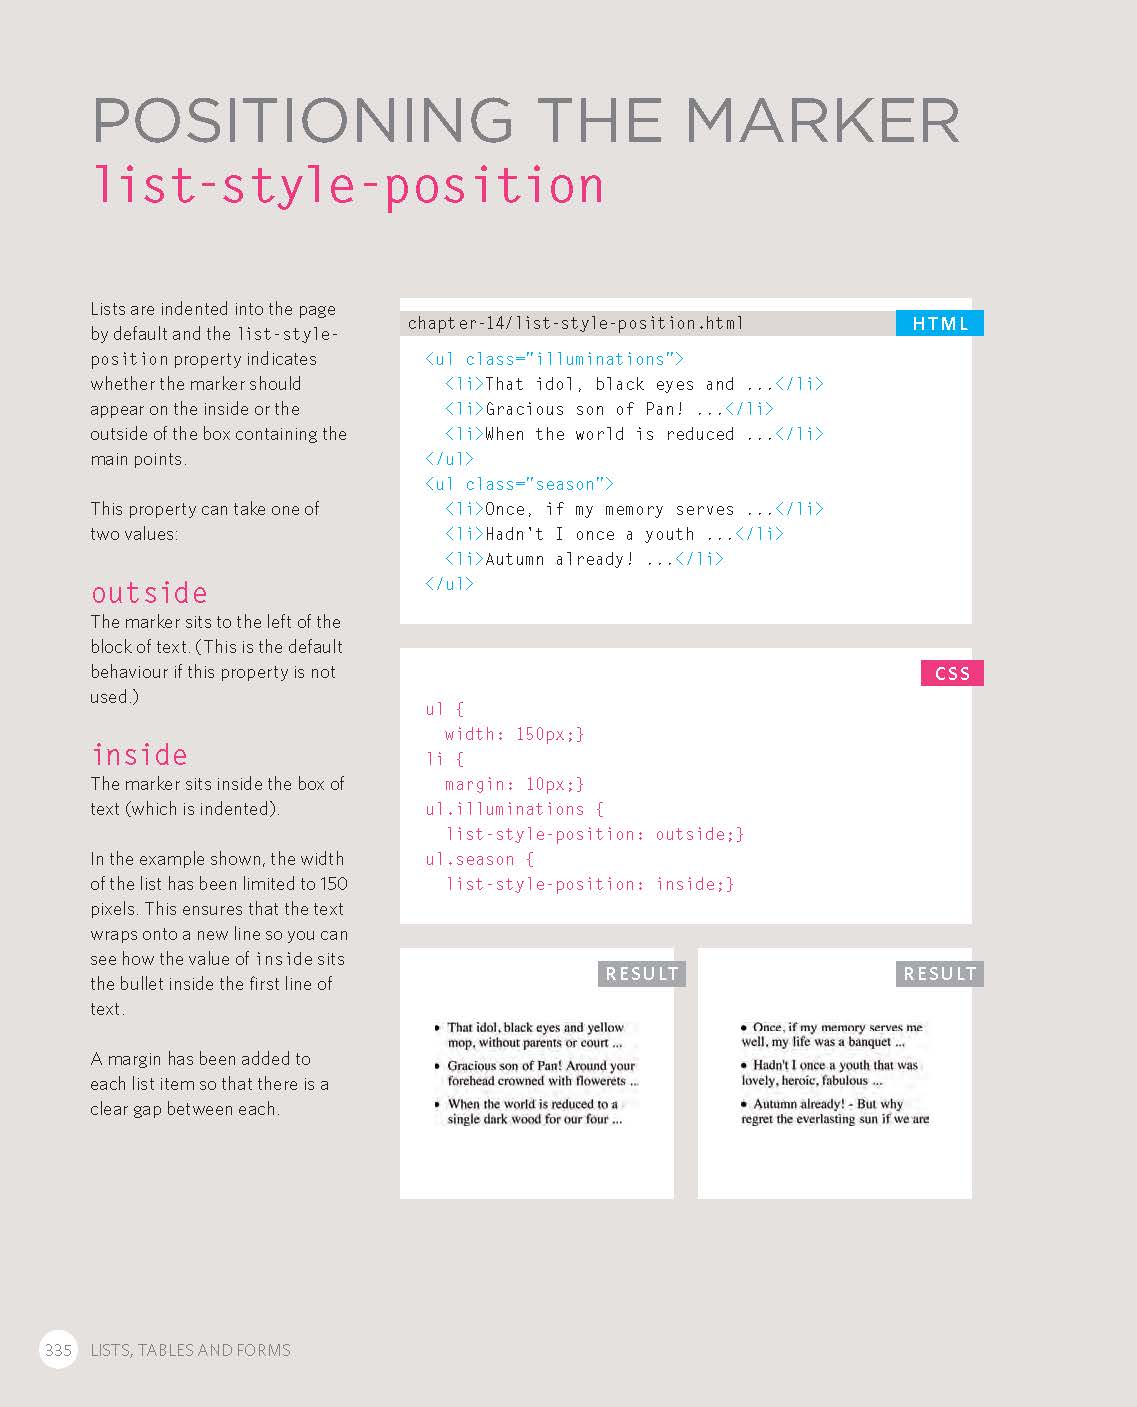 POSITIONING THE MARKER
list-style-position
Lists are indented into the page
by default and the list-style-
position property indicates
whether the marker should
appear on the inside or the
outside of the box containing the
main points.
This property can take one of
two values:
outside
The marker sits to the left of the
block of text. (This is the default
behaviour if this property is not
used.)
inside
The marker sits inside the box of
text (which is indented).
In the example shown, the width
of the list has been limited to 150
pixels. This ensures that the text
wraps onto a new line so you can
see how the value of inside sits
the bullet inside the first line of
text.
A margin has been added to
each list item so that there is a
clear gap between each.
chapter-14/list-style-position.html
HTML
<ul class="illuminations">
<li>That idol, black eyes and ...</li>
<li>Gracious son of Pan! ...</li>
<li>When the world is reduced ...</li>
</ul>
<ul class="season">
<li>Once, if my memory serves ...</li>
<li>Hadn't I once a youth ...</li>
<li>Autumn already! ...</li>
</ul>
CSS
ul {
width: 150px;}
li {
margin: 10px;}
ul.illuminations {
list-style-position: outside;}
ul.season {
list-style-position: inside;}
RESULT
• That idol, black eyes and yellow
mop, without parents or court ...
• Gracious son of Pan! Around your
forehead crowned with flowerets ...
• When the world is reduced to a
single dark wood for our four ...
RESULT
• Once, if my memory serves me
well, my life was a banquet ...
• Hadn't I once a youth that was
lovely, heroic, fabulous ...
• Autumn already! - But why
regret the everlasting sun if we are
335
LISTS, TABLES AND FORMS